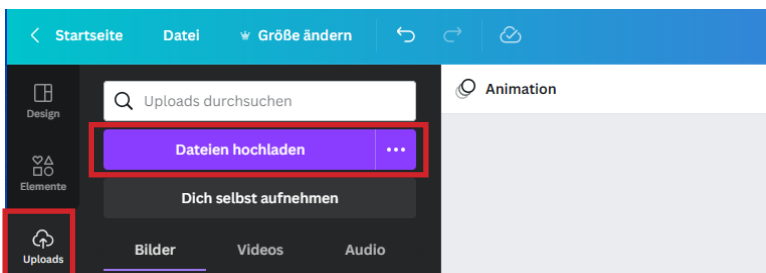 Startseite Datei Größe ändern
Design
Uploads durchsuchen
Animation
Dateien hochladen
Elemente
Dich selbst aufnehmen
Uploads
Bilder Videos Audio